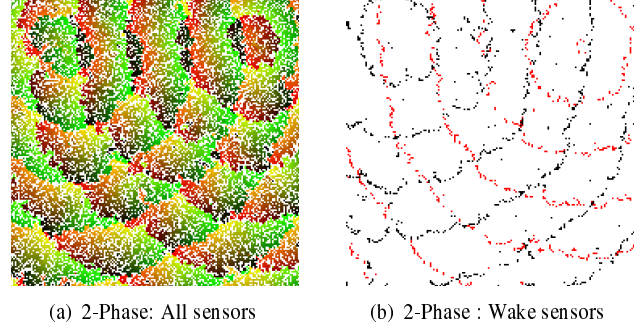 (a) 2-Phase: All sensors
(b) 2-Phase : Wake sensors